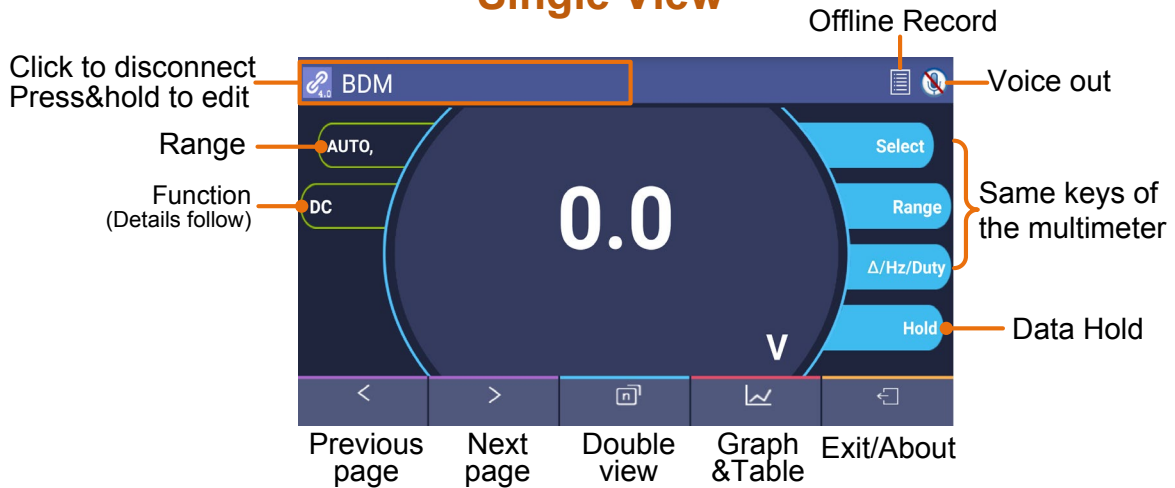 Single View
Offline Record
Click to disconnect
Press&hold to edit
4.0
BDM
Voice out
Range
AUTO,
Select
Function
(Details follow)
DC
0.0
Range
Same keys of
the multimeter
Δ/Hz/Duty
V
Hold
Data Hold
<
>
n
Previous
page
Next
page
Double
view
Graph
&Table
Exit/About